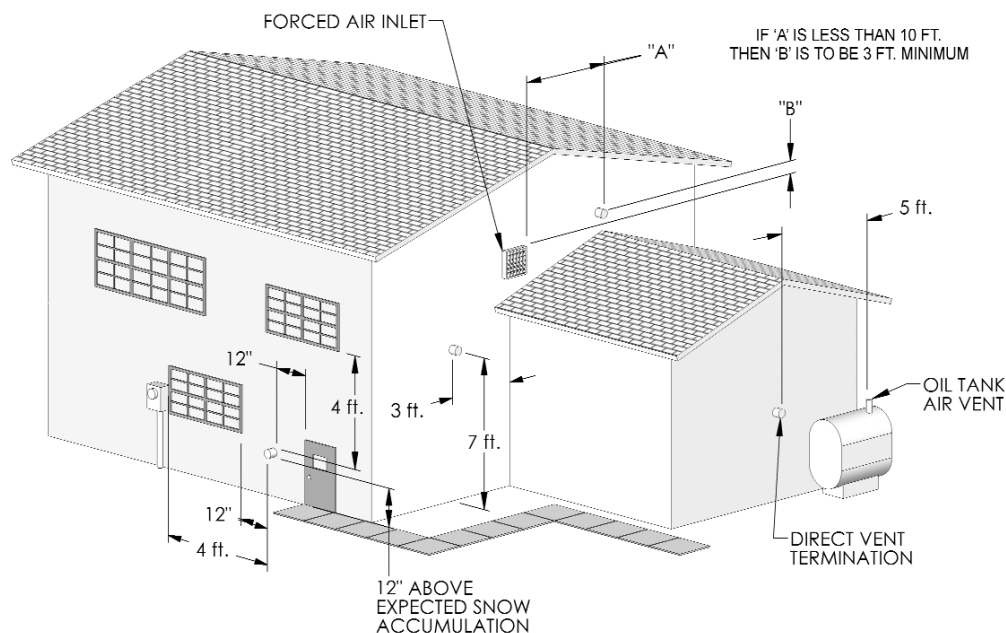 FORCED AIR INLET
"A"
IF 'A' IS LESS THAN 10 FT.
THEN 'B' IS TO BE 3 FT. MINIMUM
"B"
5 ft.
12"
4 ft.
3 ft.
7 ft.
OIL TANK
AIR VENT
12"
4 ft.
DIRECT VENT
TERMINATION
12" ABOVE
EXPECTED SNOW
ACCUMULATION